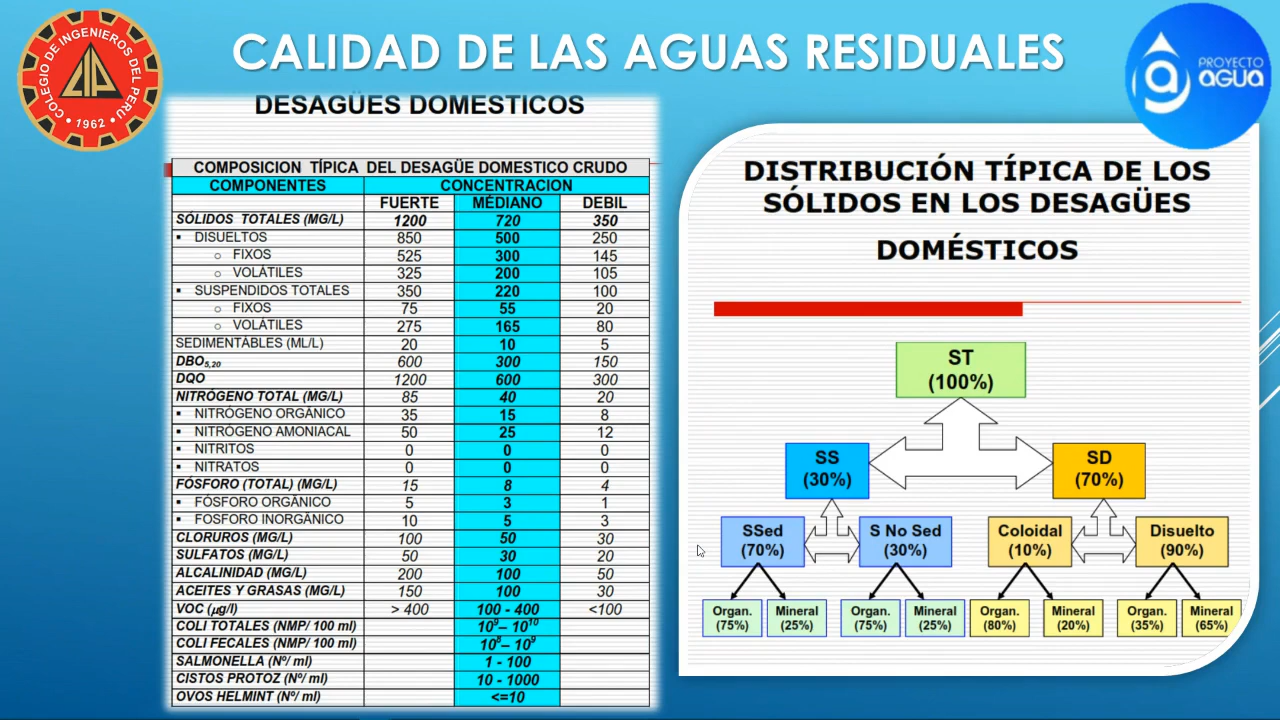 CALIDAD DE LAS AGUAS RESIDUALES
COLEGIO DE INGENIEROS DEL PERU
CIP
• 1962 •
PROYECTO
AGUA
DESAGÜES DOMESTICOS
COMPOSICION TÍPICA DEL DESAGÜE DOMESTICO CRUDO
COMPONENTES CONCENTRACION
FUERTE MÉDIANO DEBIL
SÓLIDOS TOTALES (MG/L) 1200 720 350
▪ DISUELTOS 850 500 250
o FIXOS 525 300 145
o VOLÁTILES 325 200 105
▪ SUSPENDIDOS TOTALES 350 220 100
o FIXOS 75 55 20
o VOLÁTILES 275 165 80
SEDIMENTÁBLES (ML/L) 20 10 5
DBO5,20 600 300 150
DQO 1200 600 300
NITRÓGENO TOTAL (MG/L) 85 40 20
▪ NITRÓGENO ORGÁNICO 35 15 8
▪ NITRÓGENO AMONIACAL 50 25 12
▪ NITRITOS 0 0 0
▪ NITRATOS 0 0 0
FÓSFORO (TOTAL) (MG/L) 15 8 4
▪ FÓSFORO ORGÁNICO 5 3 1
▪ FOSFORO INORGÁNICO 10 5 3
CLORUROS (MG/L) 100 50 30
SULFATOS (MG/L) 50 30 20
ALCALINIDAD (MG/L) 200 100 50
ACEITES Y GRASAS (MG/L) 150 100 30
VOC (µg/l) > 400 100 - 400 <100
COLI TOTALES (NMP/ 100 ml) 10⁹– 10¹⁰
COLI FECALES (NMP/ 100 ml) 10⁸– 10⁹
SALMONELLA (Nº/ ml) 1 - 100
CISTOS PROTOZ (Nº/ ml) 10 - 1000
OVOS HELMINT (Nº/ ml) <=10
DISTRIBUCIÓN TÍPICA DE LOS
SÓLIDOS EN LOS DESAGÜES
DOMÉSTICOS
ST
(100%)
SS SD
(30%) (70%)
SSed S No Sed Coloidal Disuelto
(70%) (30%) (10%) (90%)
Organ. Mineral Organ. Mineral Organ. Mineral Organ. Mineral
(75%) (25%) (75%) (25%) (80%) (20%) (35%) (65%)